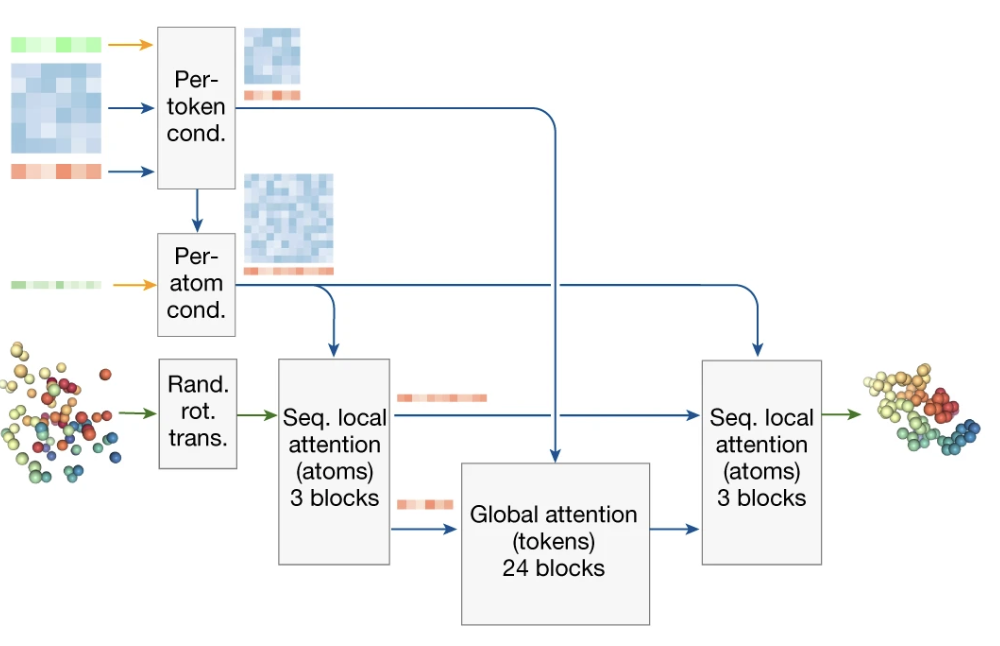 Per-
token
cond.
Per-
atom
cond.
Rand.
rot.
trans.
Seq. local
attention
(atoms)
3 blocks
Global attention
(tokens)
24 blocks
Seq. local
attention
(atoms)
3 blocks